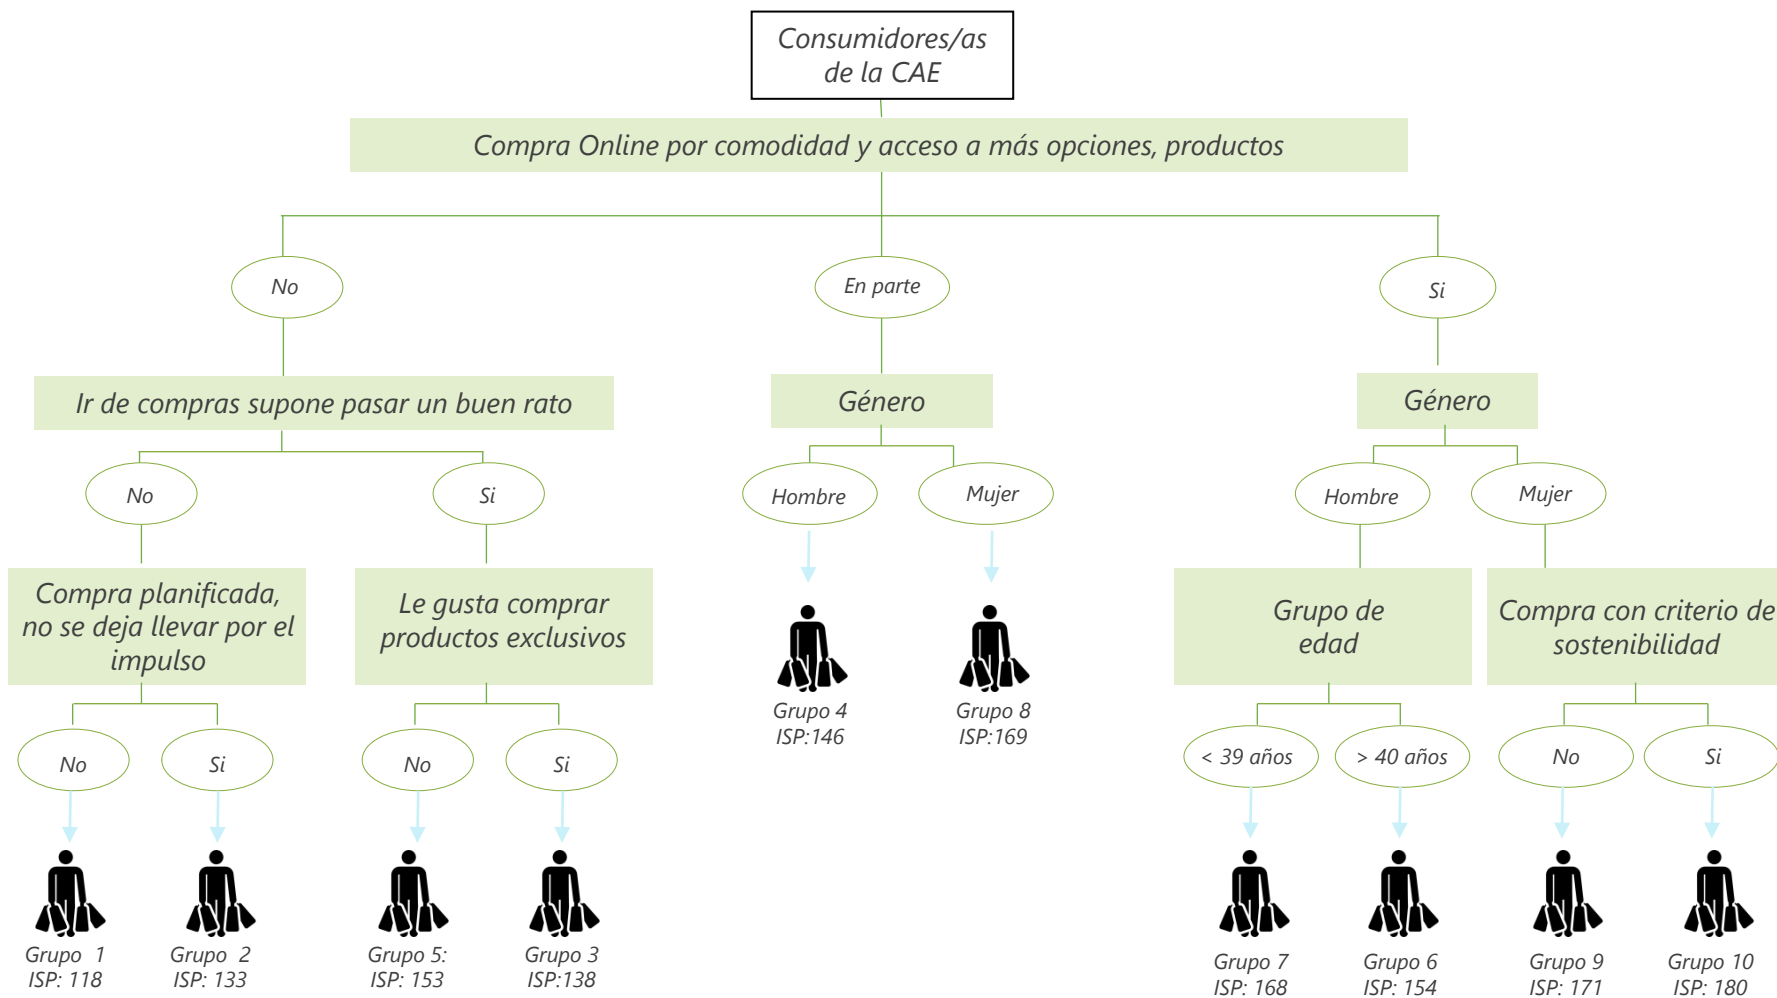 Consumidores/as
de la CAE
Compra Online por comodidad y acceso a más opciones, productos
No
En parte
Si
Ir de compras supone pasar un buen rato
Género
Género
No
Si
Hombre
Mujer
Hombre
Mujer
Compra planificada,
no se deja llevar por el
impulso
Le gusta comprar
productos exclusivos
Grupo de
edad
Compra con criterio de
sostenibilidad
Grupo 4
ISP:146
Grupo 8
ISP:169
No
Si
No
Si
< 39 años
> 40 años
No
Si
Grupo 1
ISP: 118
Grupo 2
ISP: 133
Grupo 5:
ISP: 153
Grupo 3
ISP:138
Grupo 7
ISP: 168
Grupo 6
ISP: 154
Grupo 9
ISP: 171
Grupo 10
ISP: 180